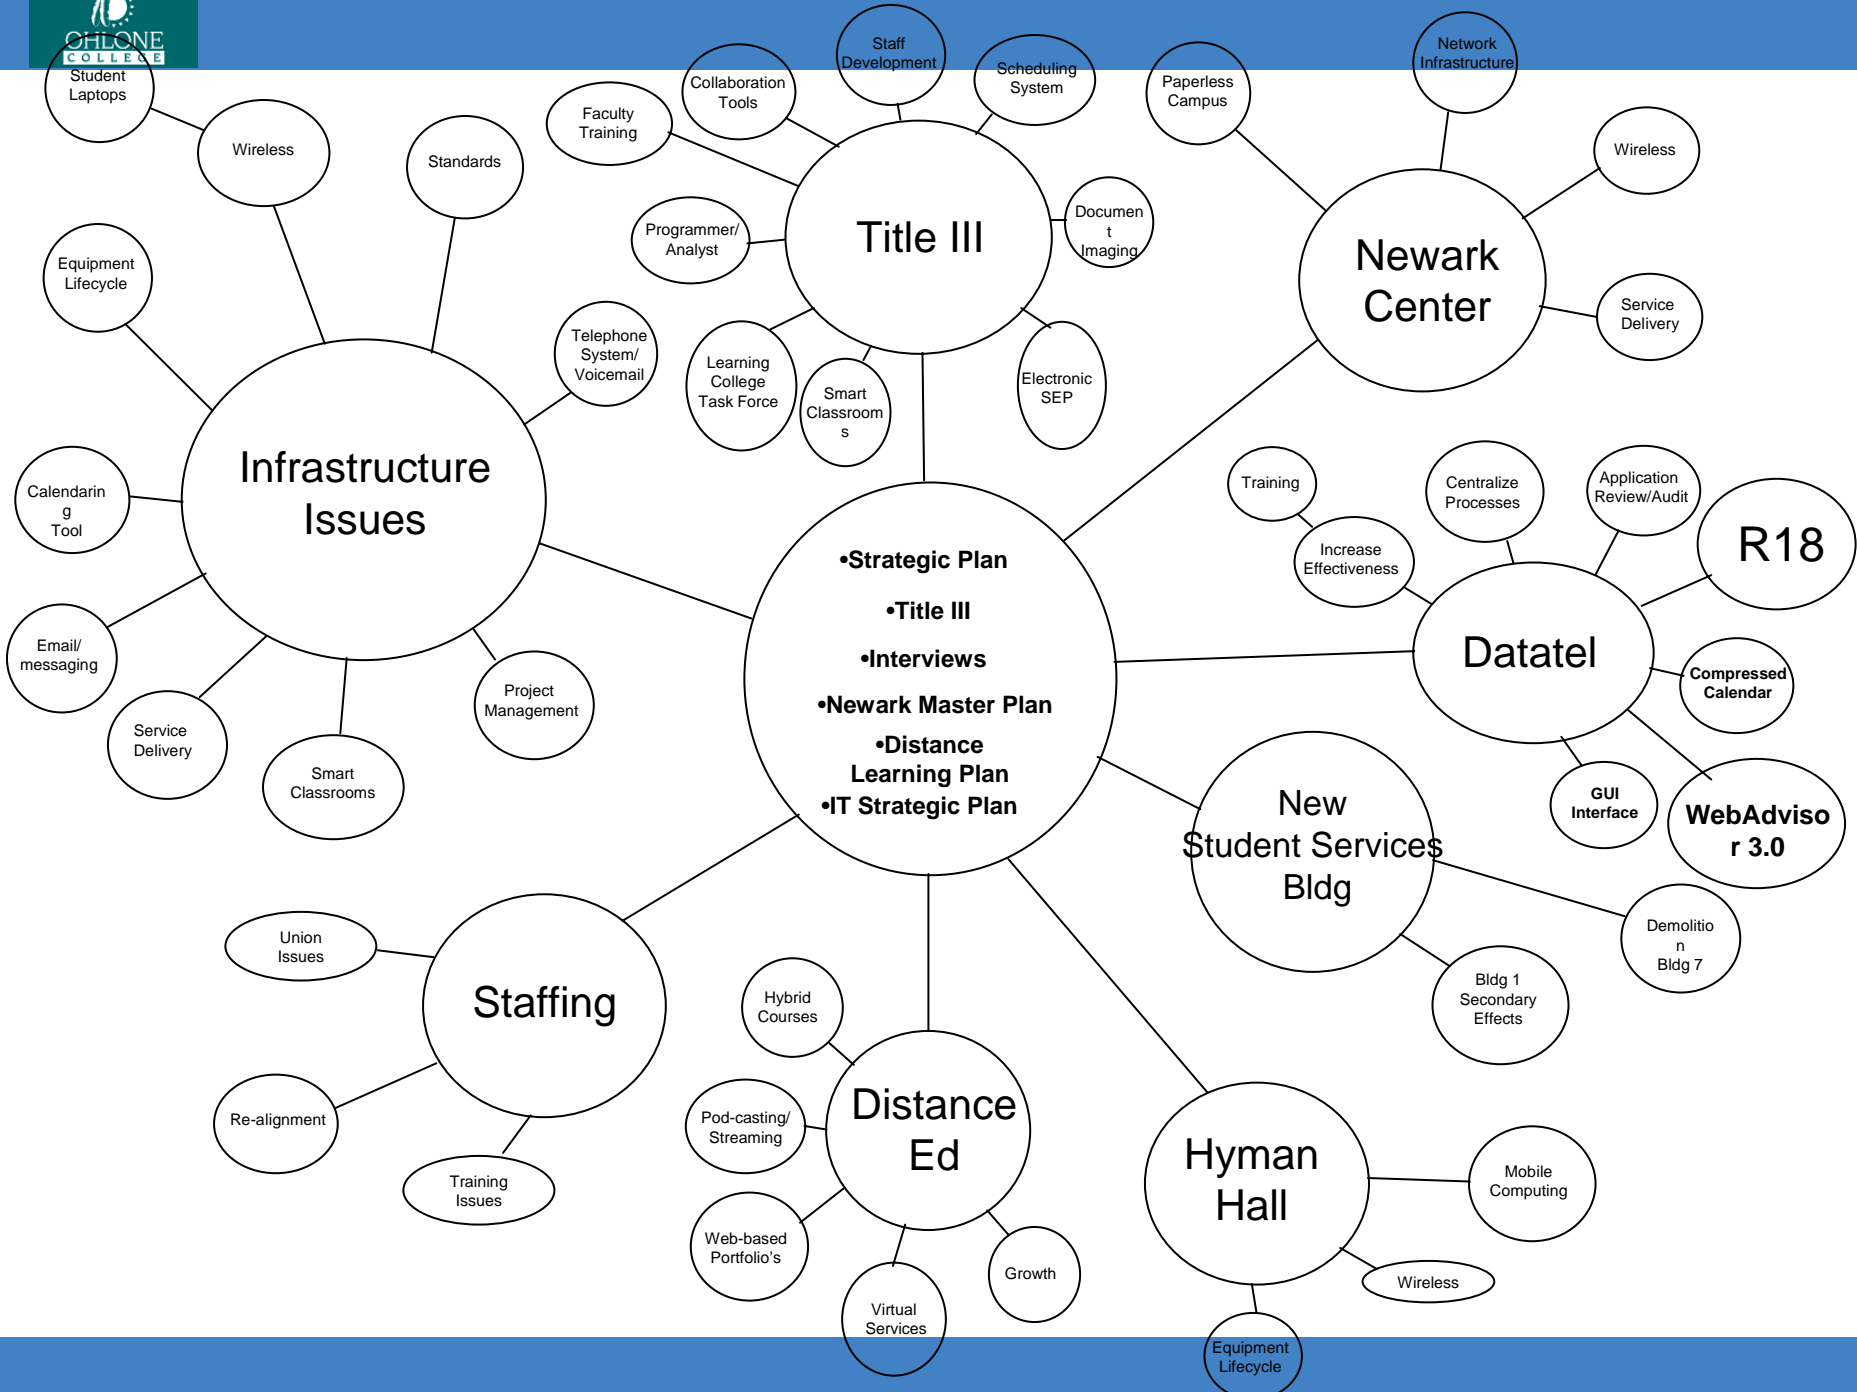 OHLONE
COLLEGE
Student
Laptops
Wireless
Standards
Equipment
Lifecycle
Telephone
System/
Voicemail
Infrastructure
Issues
Calendarin
g
Tool
Email/
messaging
Service
Delivery
Smart
Classrooms
Project
Management
Faculty
Training
Collaboration
Tools
Staff
Development
Scheduling
System
Programmer/
Analyst
Title III
Documen
t
Imaging
Learning
College
Task Force
Smart
Classroom
s
Electronic
SEP
Paperless
Campus
Network
Infrastructure
Wireless
Newark
Center
Service
Delivery
•Strategic Plan
•Title III
•Interviews
•Newark Master Plan
•Distance
Learning Plan
•IT Strategic Plan
Training
Increase
Effectiveness
Centralize
Processes
Application
Review/Audit
R18
Datatel
Compressed
Calendar
GUI
Interface
WebAdviso
r 3.0
New
Student Services
Bldg
Demolitio
n
Bldg 7
Bldg 1
Secondary
Effects
Union
Issues
Staffing
Re-alignment
Training
Issues
Hybrid
Courses
Distance
Ed
Pod-casting/
Streaming
Web-based
Portfolio’s
Virtual
Services
Growth
Hyman
Hall
Mobile
Computing
Wireless
Equipment
Lifecycle